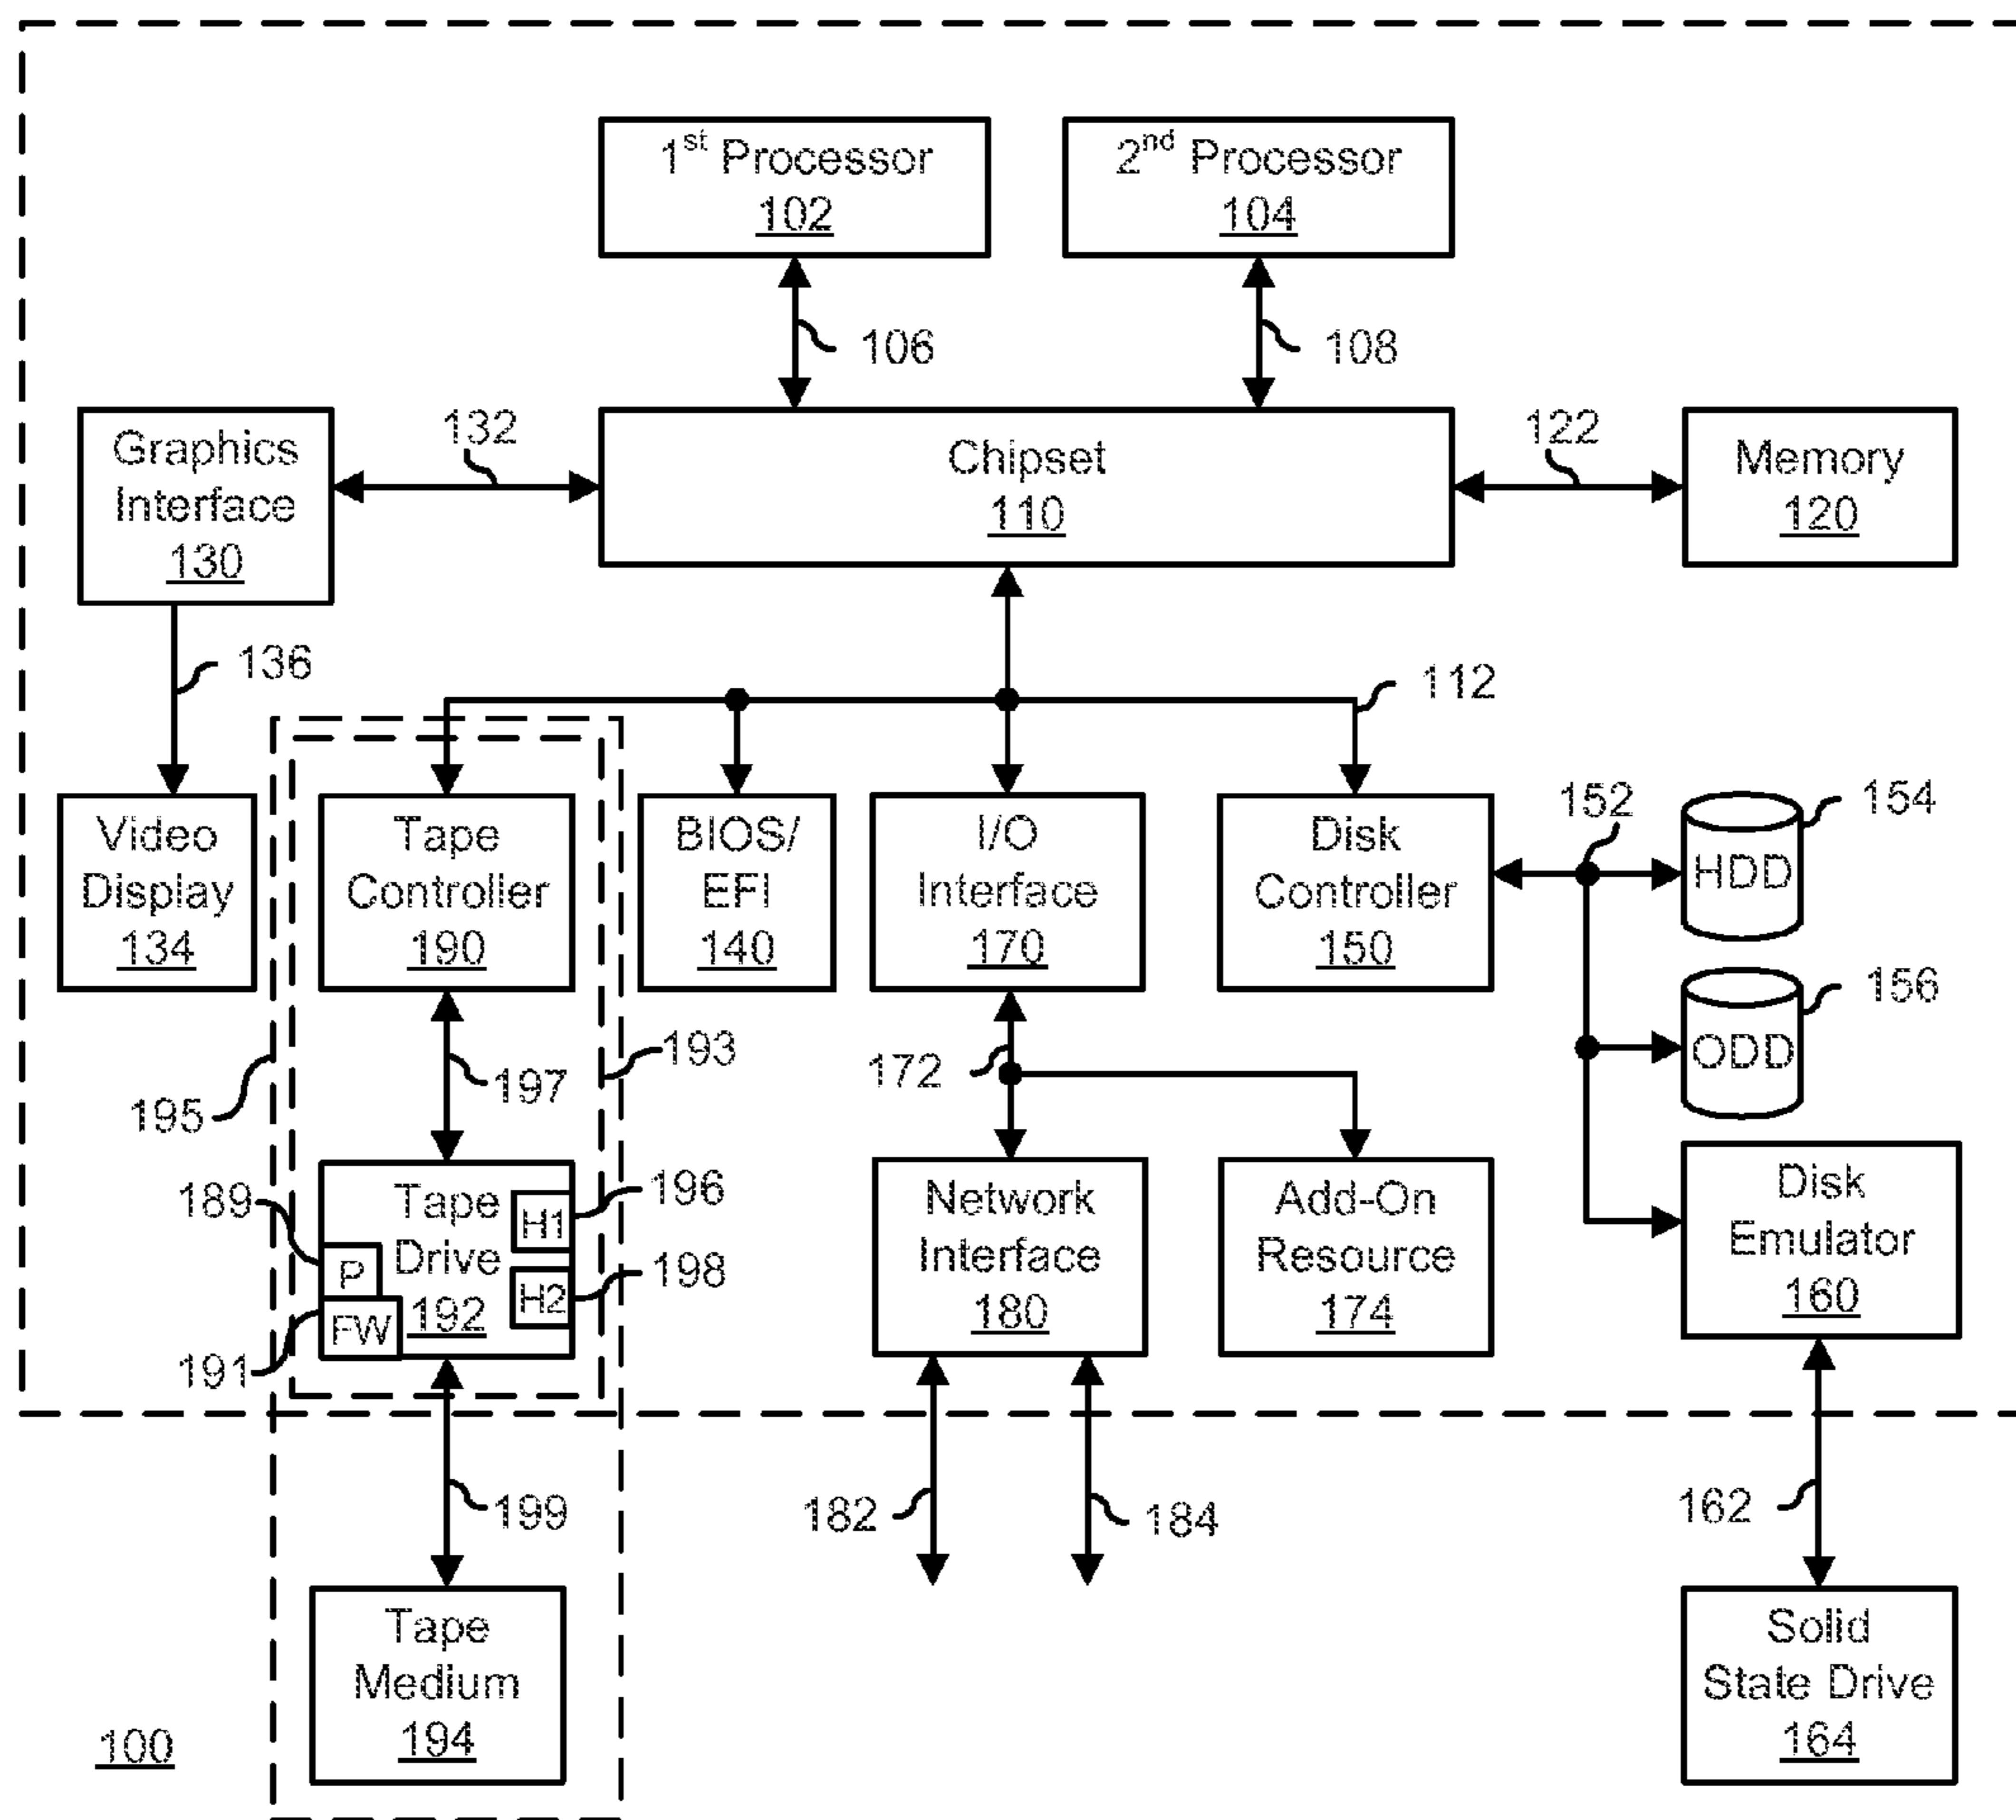 1st Processor
102
2nd Processor
104
106
108
Graphics
Interface
130
132
Chipset
110
122
Memory
120
136
112
Video
Display
134
Tape
Controller
190
BIOS/
EFI
140
I/O
Interface
170
Disk
Controller
150
152
HDD
154
ODD
156
195
197
193
172
189
P
FW
191
Tape
Drive
192
H1
H2
196
198
Network
Interface
180
Add-On
Resource
174
Disk
Emulator
160
199
182
184
162
Tape
Medium
194
Solid
State Drive
164
100